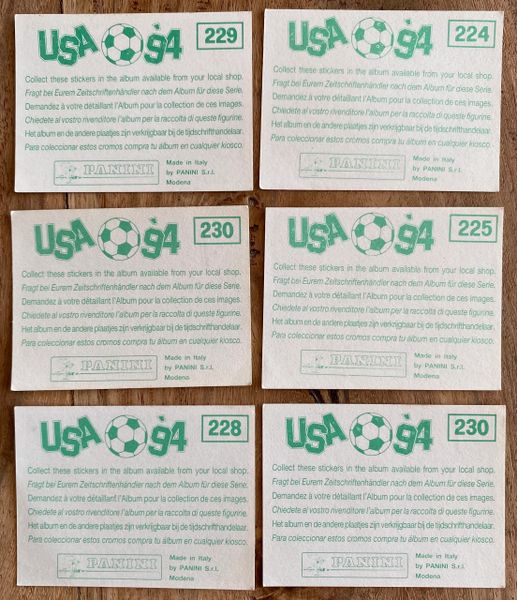 USA '94 229
Collect these stickers in the album available from your local shop.
Fragt bei Eurem Zeitschriftenhändler nach dem Album für diese Serie.
Demandez à votre détaillant l'Album pour la collection de ces images.
Chiedete al vostro rivenditore l'album per la raccolta di queste figurine.
Het album en de andere plaatjes zijn verkrijgbaar bij de tijdschrifthandelaar.
Para coleccionar estos cromos compra tu álbum en cualquier kiosco.
PANINI
Made in Italy
by PANINI S.r.l.
Modena
USA '94 224
Collect these stickers in the album available from your local shop.
Fragt bei Eurem Zeitschriftenhändler nach dem Album für diese Serie.
Demandez à votre détaillant l'Album pour la collection de ces images.
Chiedete al vostro rivenditore l'album per la raccolta di queste figurine.
Het album en de andere plaatjes zijn verkrijgbaar bij de tijdschrifthandelaar.
Para coleccionar estos cromos compra tu álbum en cualquier kiosco.
PANINI
Made in Italy
by PANINI S.r.l.
Modena
USA '94 230
Collect these stickers in the album available from your local shop.
Fragt bei Eurem Zeitschriftenhändler nach dem Album für diese Serie.
Demandez à votre détaillant l'Album pour la collection de ces images.
Chiedete al vostro rivenditore l'album per la raccolta di queste figurine.
Het album en de andere plaatjes zijn verkrijgbaar bij de tijdschrifthandelaar.
Para coleccionar estos cromos compra tu álbum en cualquier kiosco.
PANINI
Made in Italy
by PANINI S.r.l.
Modena
USA '94 225
Collect these stickers in the album available from your local shop.
Fragt bei Eurem Zeitschriftenhändler nach dem Album für diese Serie.
Demandez à votre détaillant l'Album pour la collection de ces images.
Chiedete al vostro rivenditore l'album per la raccolta di queste figurine.
Het album en de andere plaatjes zijn verkrijgbaar bij de tijdschrifthandelaar.
Para coleccionar estos cromos compra tu álbum en cualquier kiosco.
PANINI
Made in Italy
by PANINI S.r.l.
Modena
USA '94 228
Collect these stickers in the album available from your local shop.
Fragt bei Eurem Zeitschriftenhändler nach dem Album für diese Serie.
Demandez à votre détaillant l'Album pour la collection de ces images.
Chiedete al vostro rivenditore l'album per la raccolta di queste figurine.
Het album en de andere plaatjes zijn verkrijgbaar bij de tijdschrifthandelaar.
Para coleccionar estos cromos compra tu álbum en cualquier kiosco.
PANINI
Made in Italy
by PANINI S.r.l.
Modena
USA '94 230
Collect these stickers in the album available from your local shop.
Fragt bei Eurem Zeitschriftenhändler nach dem Album für diese Serie.
Demandez à votre détaillant l'Album pour la collection de ces images.
Chiedete al vostro rivenditore l'album per la raccolta di queste figurine.
Het album en de andere plaatjes zijn verkrijgbaar bij de tijdschrifthandelaar.
Para coleccionar estos cromos compra tu álbum en cualquier kiosco.
PANINI
Made in Italy
by PANINI S.r.l.
Modena